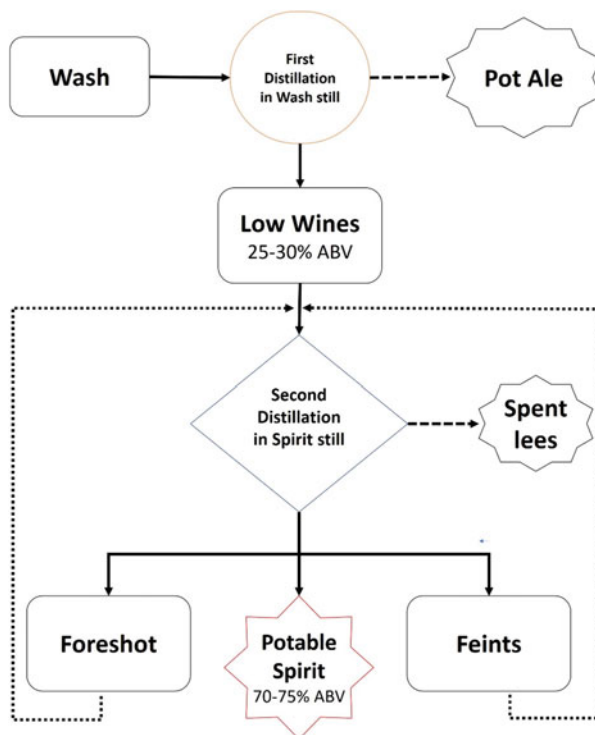 Wash
First
Distillation
in Wash still
Pot Ale
Low Wines
25-30% ABV
Second
Distillation
in Spirit still
Spent
lees
Foreshot
Potable
Spirit
70-75% ABV
Feints